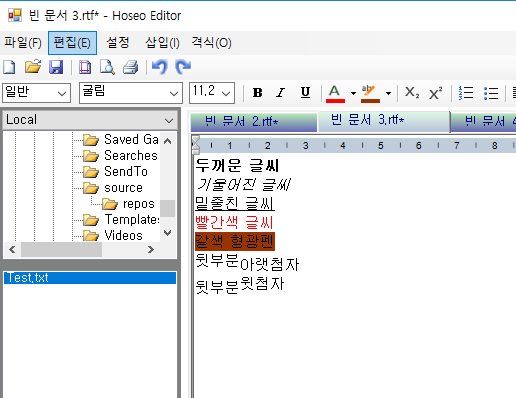 빈 문서 3.rtf* - Hoseo Editor
파일(F) 편집(E) 설정 삽입(I) 격식(O)
일반 굴림 11.2 B I U A X₂ X²
Local 빈 문서 2.rtf* 빈 문서 3.rtf* 빈 문서
1 2 3 4 5 6 7 8
Saved Ga
Searches
SendTo
source
repos
Templates
Videos
Test.txt
두꺼운 글씨
기울어진 글씨
밑줄친 글씨
빨간색 글씨
갈색 형광펜
뒷부분아랫첨자
뒷부분윗첨자